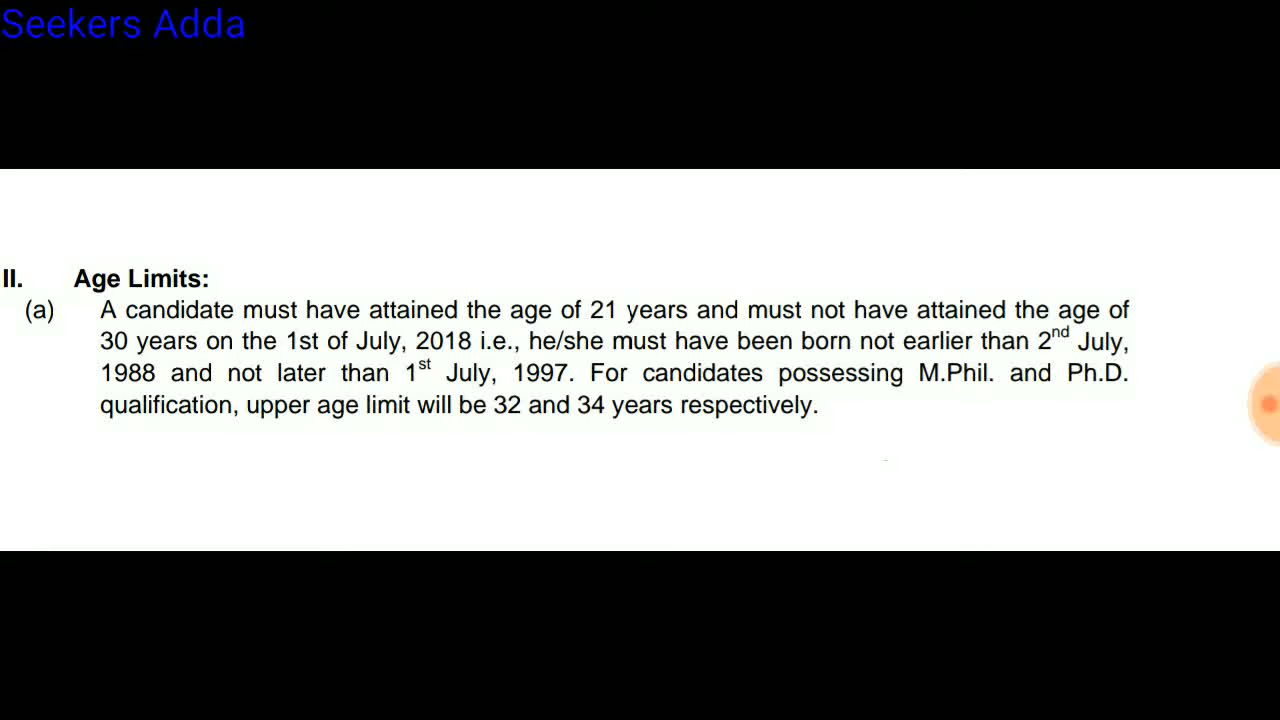 Seekers Adda
II. Age Limits:
(a) A candidate must have attained the age of 21 years and must not have attained the age of
30 years on the 1st of July, 2018 i.e., he/she must have been born not earlier than 2nd July,
1988 and not later than 1st July, 1997. For candidates possessing M.Phil. and Ph.D.
qualification, upper age limit will be 32 and 34 years respectively.